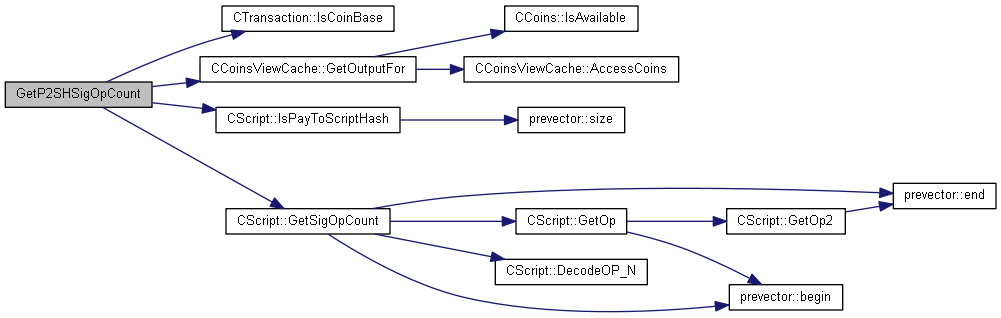 CTransaction::IsCoinBase
CCoins::IsAvailable
CCoinsViewCache::GetOutputFor
CCoinsViewCache::AccessCoins
GetP2SHSigOpCount
CScript::IsPayToScriptHash
prevector::size
prevector::end
CScript::GetSigOpCount
CScript::GetOp
CScript::GetOp2
CScript::DecodeOP_N
prevector::begin